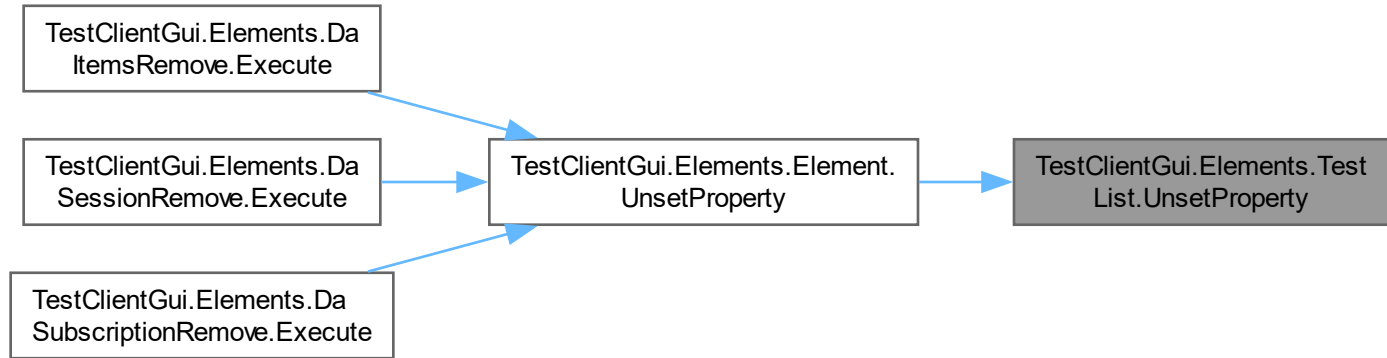 TestClientGui.Elements.Da
ItemsRemove.Execute
TestClientGui.Elements.Da
SessionRemove.Execute
TestClientGui.Elements.Da
SubscriptionRemove.Execute
TestClientGui.Elements.Element.
UnsetProperty
TestClientGui.Elements.Test
List.UnsetProperty